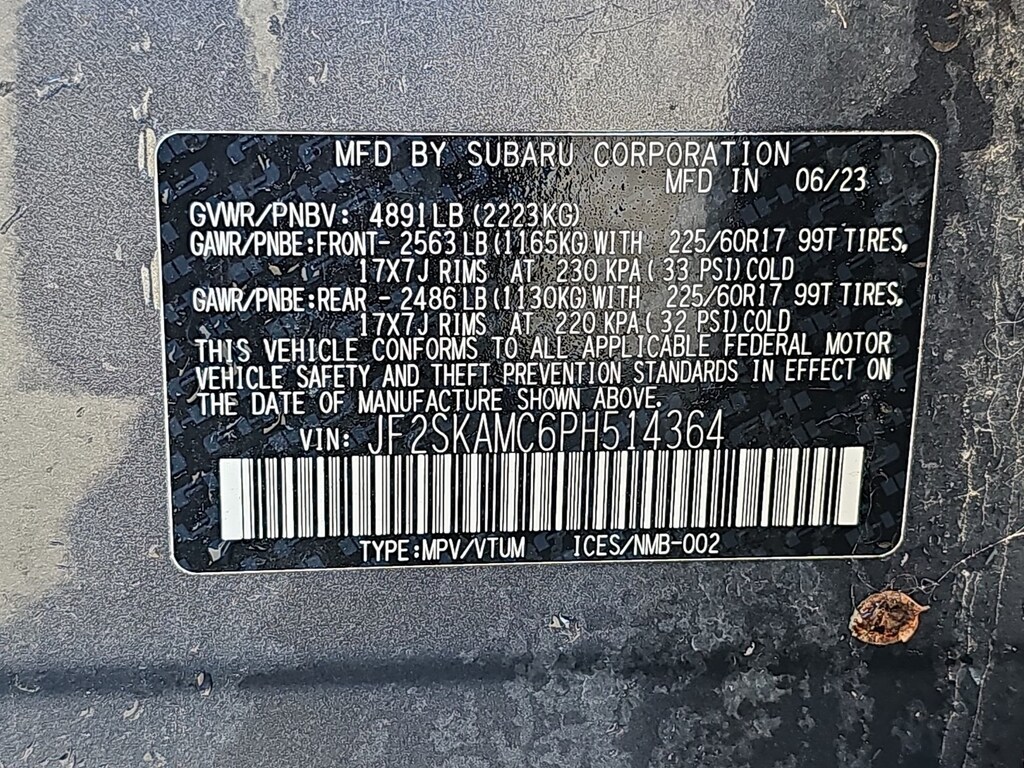 MFD BY SUBARU CORPORATION
MFD IN 06/23
GVWR/PNBV: 4891LB (2223KG)
GAWR/PNBE:FRONT- 2563LB (1165KG)WITH 225/60R17 99T TIRES,
17X7J RIMS AT 230 KPA( 33 PSI)COLD
GAWR/PNBE:REAR - 2486LB (1130KG)WITH 225/60R17 99T TIRES,
17X7J RIMS AT 220 KPA( 32 PSI)COLD
THIS VEHICLE CONFORMS TO ALL APPLICABLE FEDERAL MOTOR
VEHICLE SAFETY AND THEFT PREVENTION STANDARDS IN EFFECT ON
THE DATE OF MANUFACTURE SHOWN ABOVE.
VIN: JF2SKAMC6PH514364
TYPE:MPV/VTUM ICES/NMB-002